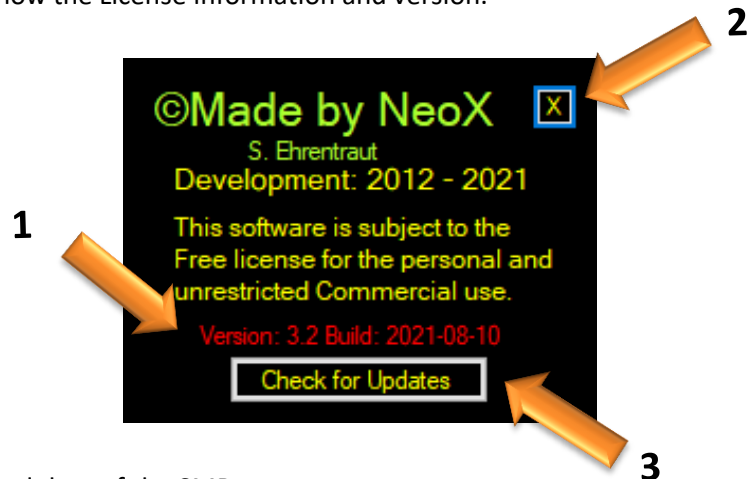 the License Information and version.
2
©Made by NeoX X
S. Ehrentraut
Development: 2012 - 2021
1
This software is subject to the
Free license for the personal and
unrestricted Commercial use.
Version: 3.2 Build: 2021-08-10
Check for Updates
3
of the